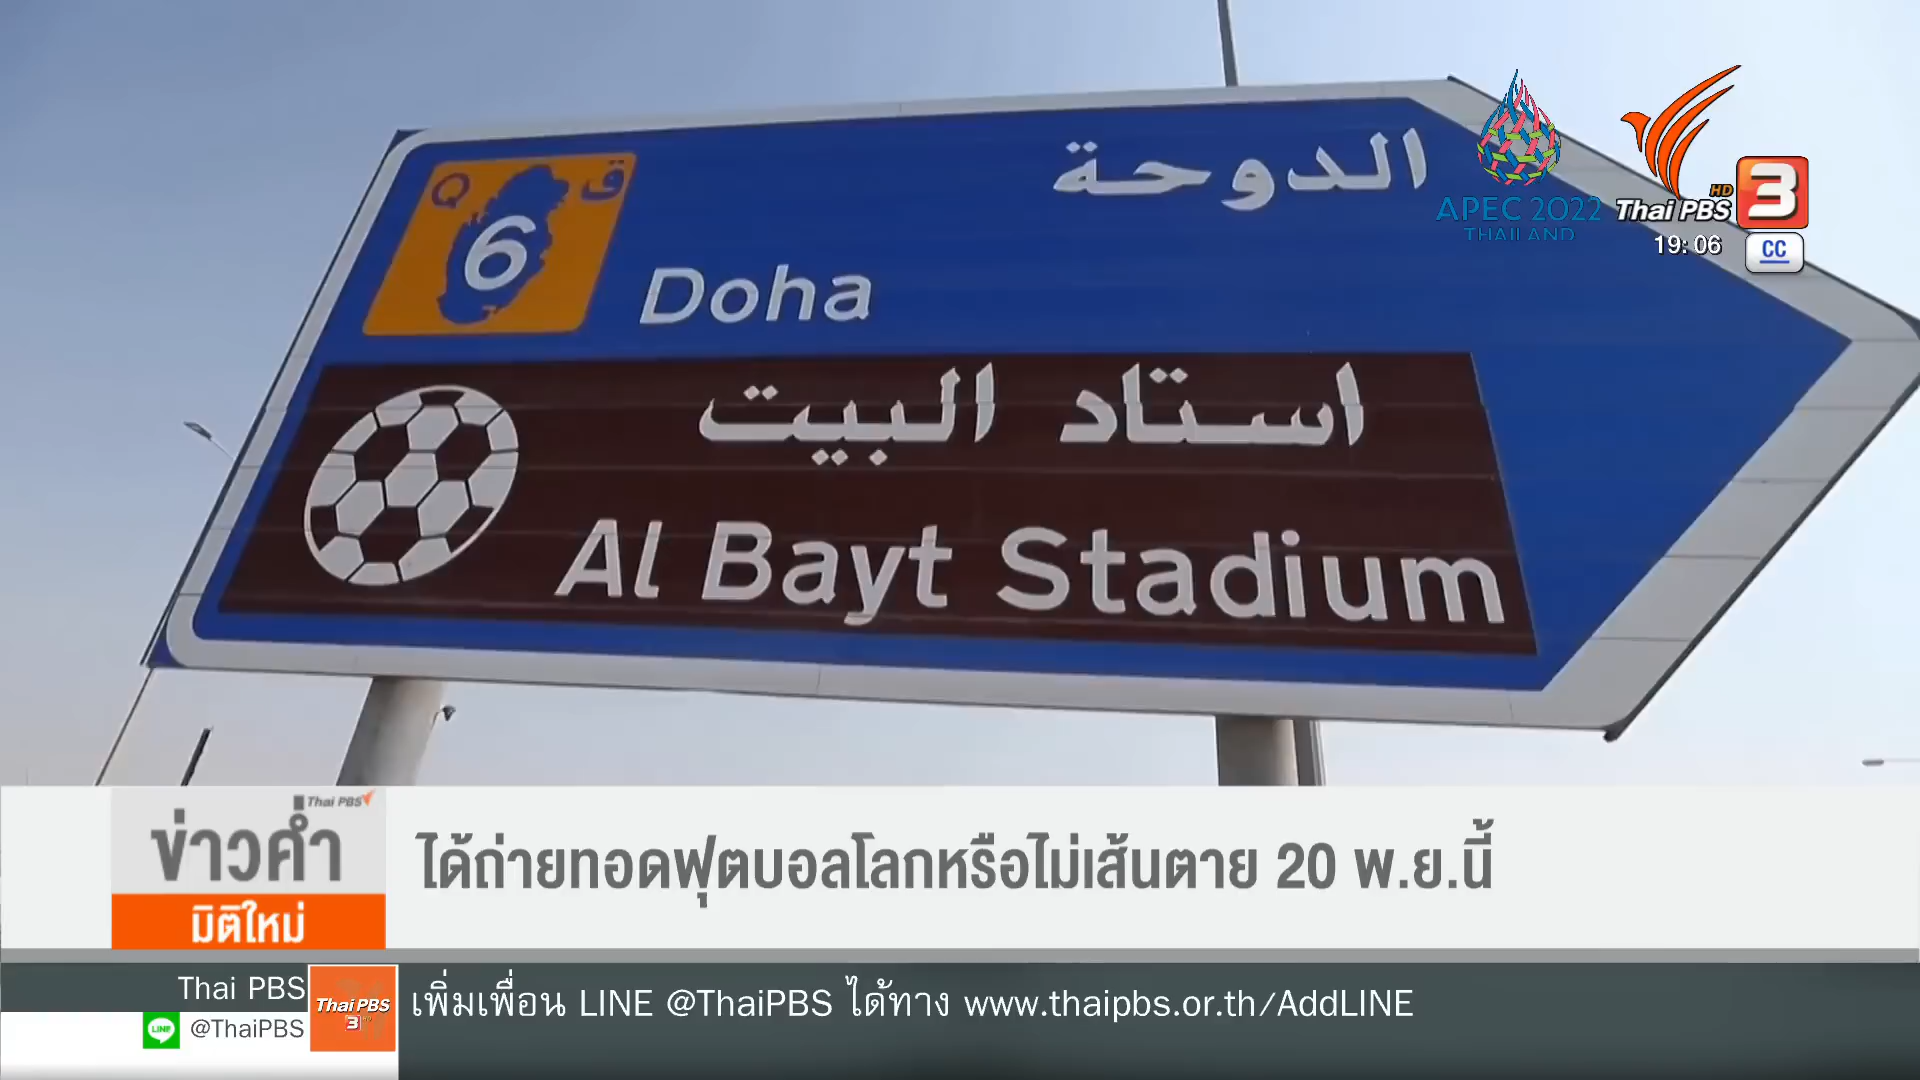 الدوحة
Q
ق
6
Doha
استاد البيت
Al Bayt Stadium
APEC 2022
THAILAND
Thai PBS
HD
3
19:06
CC
Thai PBS
ข่าวค่ำ
มิติใหม่
ได้ถ่ายทอดฟุตบอลโลกหรือไม่เส้นตาย 20 พ.ย.นี้
Thai PBS
LINE
@ThaiPBS
Thai PBS
3
เพิ่มเพื่อน LINE @ThaiPBS ได้ทาง www.thaipbs.or.th/AddLINE